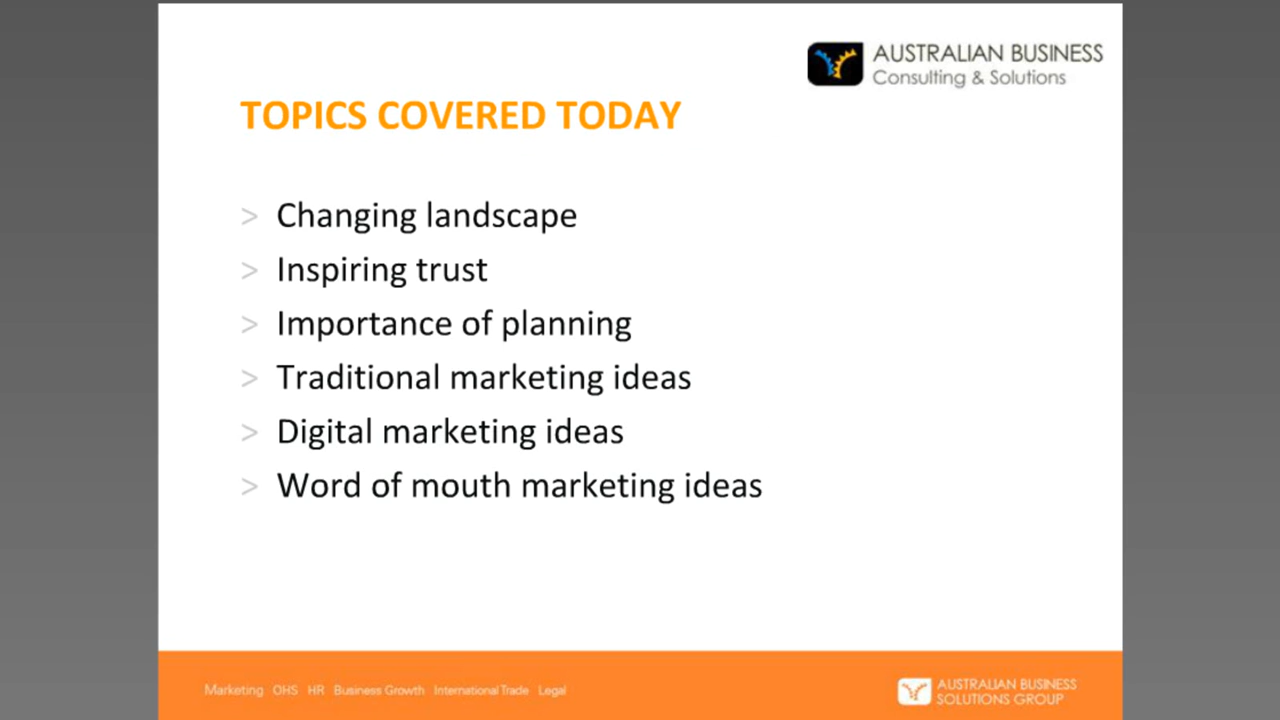 AUSTRALIAN BUSINESS
Consulting & Solutions
TOPICS COVERED TODAY
> Changing landscape
> Inspiring trust
> Importance of planning
> Traditional marketing ideas
> Digital marketing ideas
> Word of mouth marketing ideas
Marketing OHS HR Business Growth International Trade Legal
AUSTRALIAN BUSINESS
SOLUTIONS GROUP